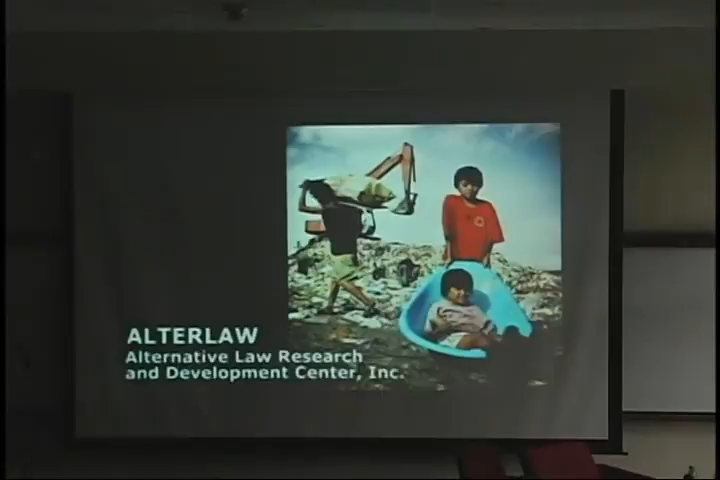 ALTERLAW
Alternative Law Research
and Development Center, Inc.